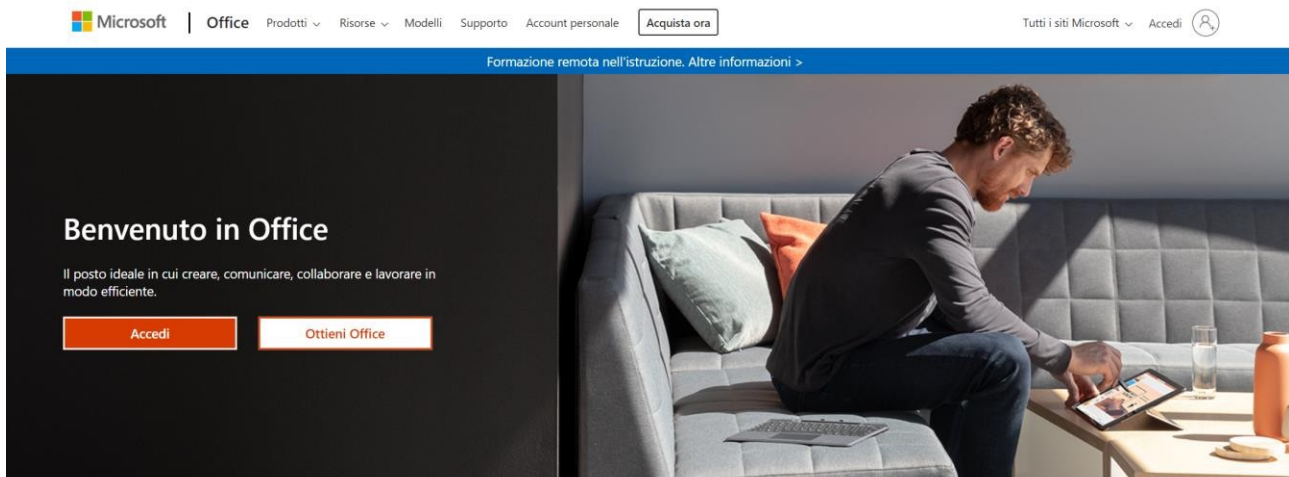 Microsoft Office Prodotti Risorse Modelli Supporto Account personale Acquista ora Tutti i siti Microsoft Accedi
Formazione remota nell'istruzione. Altre informazioni >
Benvenuto in Office
Il posto ideale in cui creare, comunicare, collaborare e lavorare in
modo efficiente.
Accedi Ottieni Office